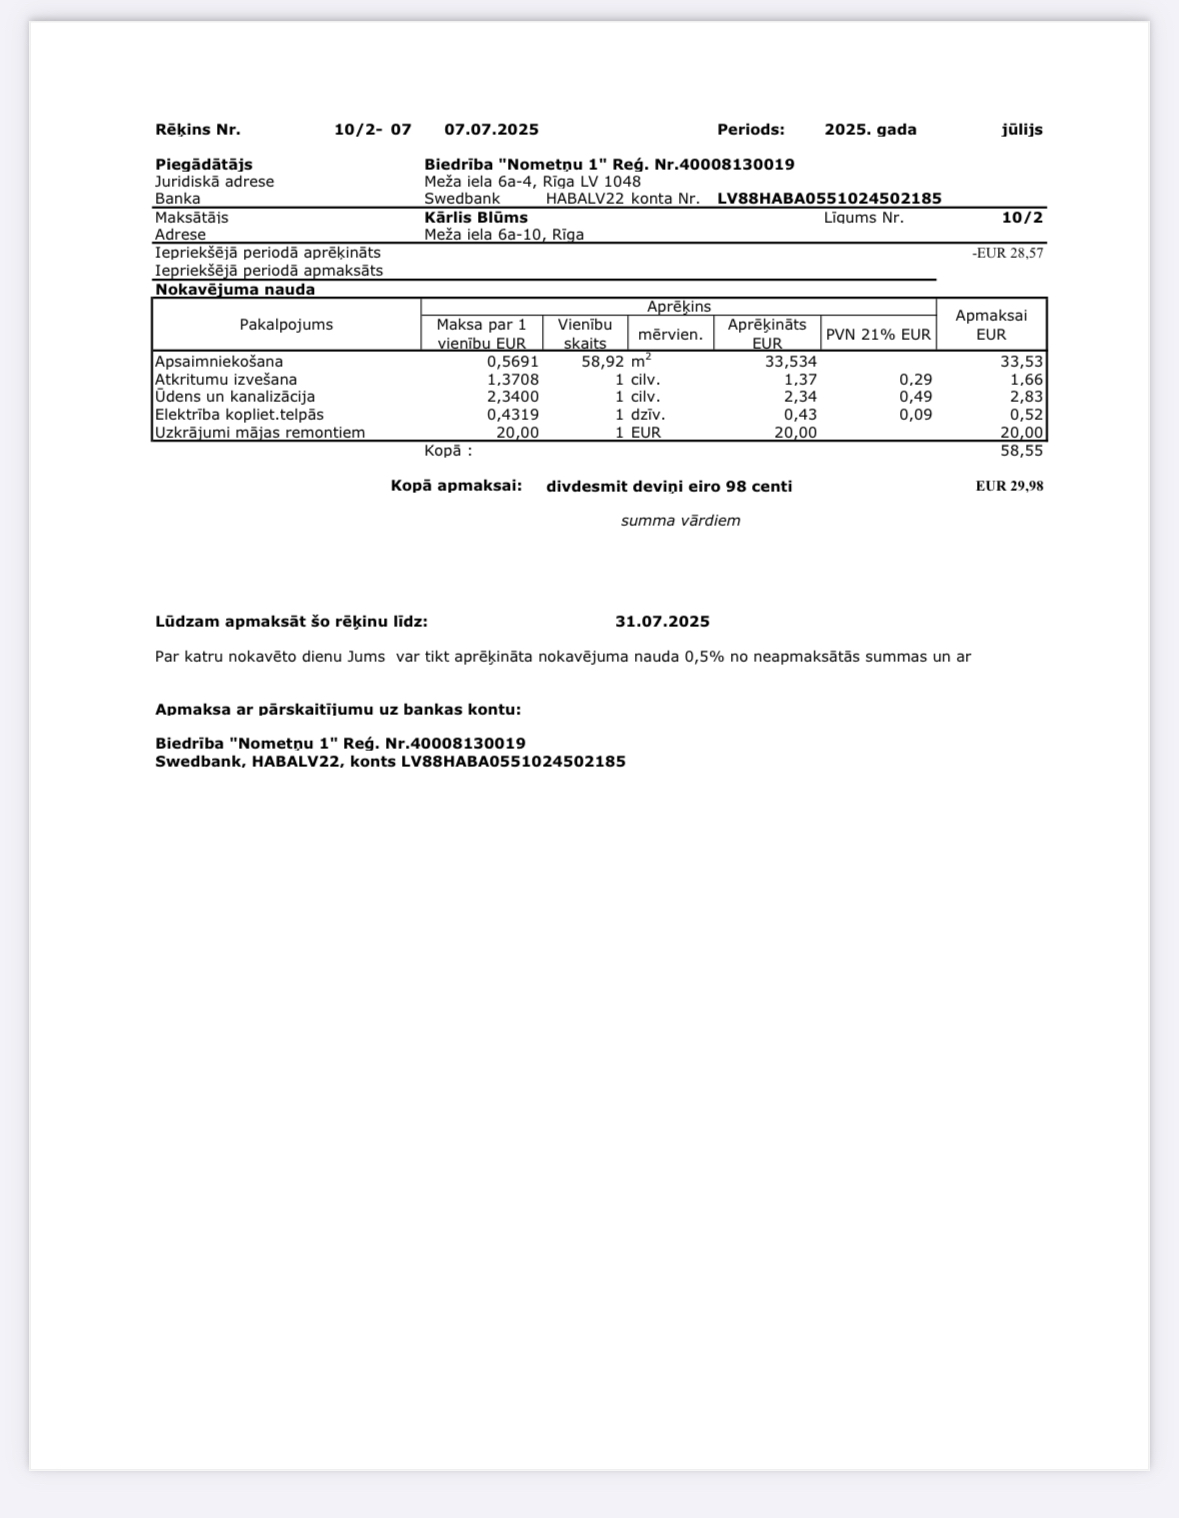 Rēķins Nr. 10/2- 07 07.07.2025 Periods: 2025. gada jūlijs
Piegādātājs Biedrība "Nometņu 1" Reģ. Nr.40008130019
Juridiskā adrese Meža iela 6a-4, Rīga LV 1048
Banka Swedbank HABALV22 konta Nr. LV88HABA0551024502185
Maksātājs Kārlis Blūms Līgums Nr. 10/2
Adrese Meža iela 6a-10, Rīga
Iepriekšējā periodā aprēķināts -EUR 28,57
Iepriekšējā periodā apmaksāts
Nokavējuma nauda
Pakalpojums Aprēķins Apmaksai EUR
Maksa par 1 vienību EUR Vienību skaits mērvien. Aprēķināts EUR PVN 21% EUR
Apsaimniekošana 0,5691 58,92 m² 33,534 33,53
Atkritumu izvešana 1,3708 1 cilv. 1,37 0,29 1,66
Ūdens un kanalizācija 2,3400 1 cilv. 2,34 0,49 2,83
Elektrība kopliet.telpās 0,4319 1 dzīv. 0,43 0,09 0,52
Uzkrājumi mājas remontiem 20,00 1 EUR 20,00 20,00
Kopā : 58,55
Kopā apmaksai: divdesmit deviņi eiro 98 centi EUR 29,98
summa vārdiem
Lūdzam apmaksāt šo rēķinu līdz: 31.07.2025
Par katru nokavēto dienu Jums var tikt aprēķināta nokavējuma nauda 0,5% no neapmaksātās summas un ar
Apmaksa ar pārskaitījumu uz bankas kontu:
Biedrība "Nometņu 1" Reģ. Nr.40008130019
Swedbank, HABALV22, konts LV88HABA0551024502185